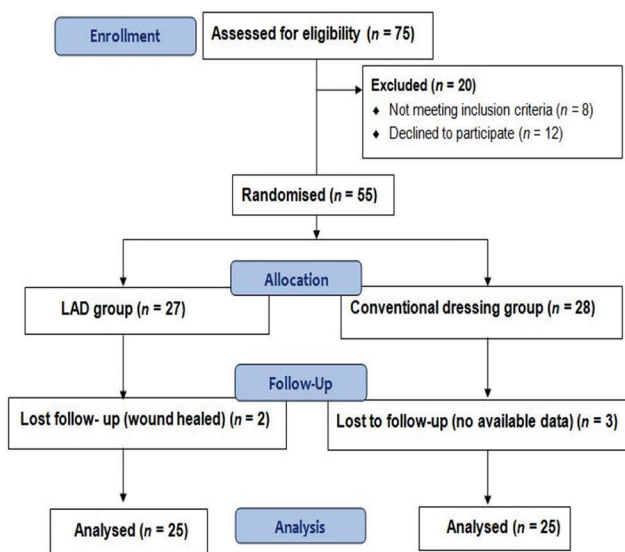 Enrollment
Assessed for eligibility (n = 75)
Excluded (n = 20)
♦ Not meeting inclusion criteria (n = 8)
♦ Declined to participate (n = 12)
Randomised (n = 55)
Allocation
LAD group (n = 27)
Conventional dressing group (n = 28)
Follow-Up
Lost follow- up (wound healed) (n = 2)
Lost to follow-up (no available data) (n = 3)
Analysed (n = 25)
Analysis
Analysed (n = 25)